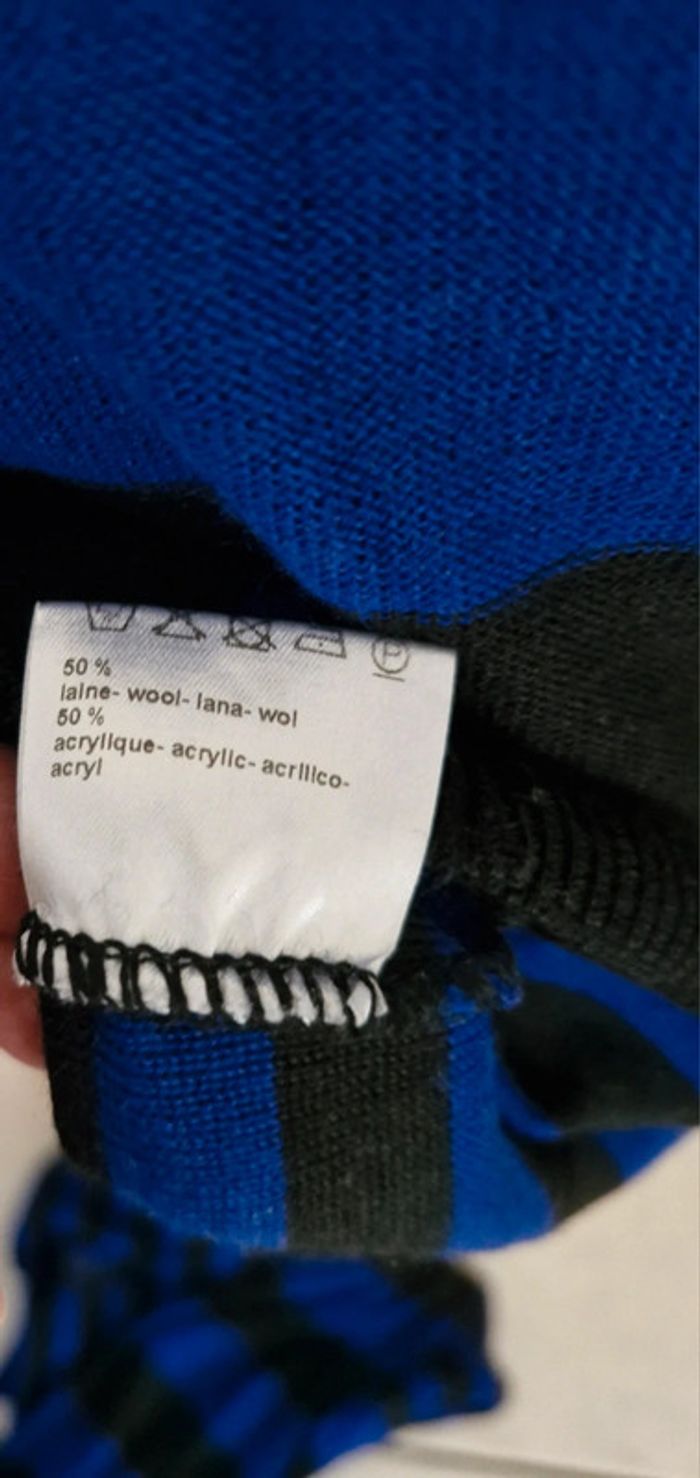 50 %
laine- wool- lana- wol
50 %
acrylique- acrylic- acrilico-
acryl
P